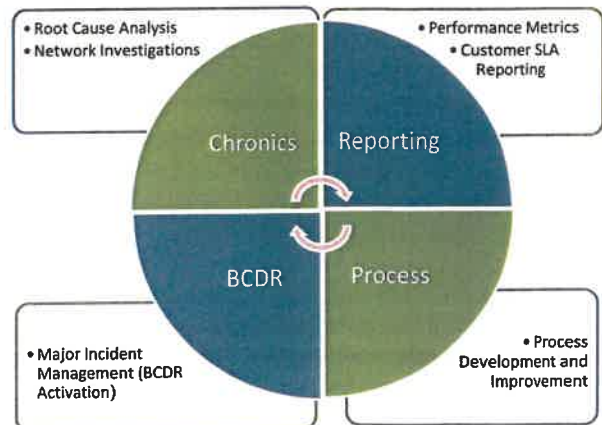 • Root Cause Analysis
• Network Investigations
• Performance Metrics
• Customer SLA
Reporting
Chronics
Reporting
BCDR
Process
• Major Incident
Management (BCDR
Activation)
• Process
Development and
Improvement